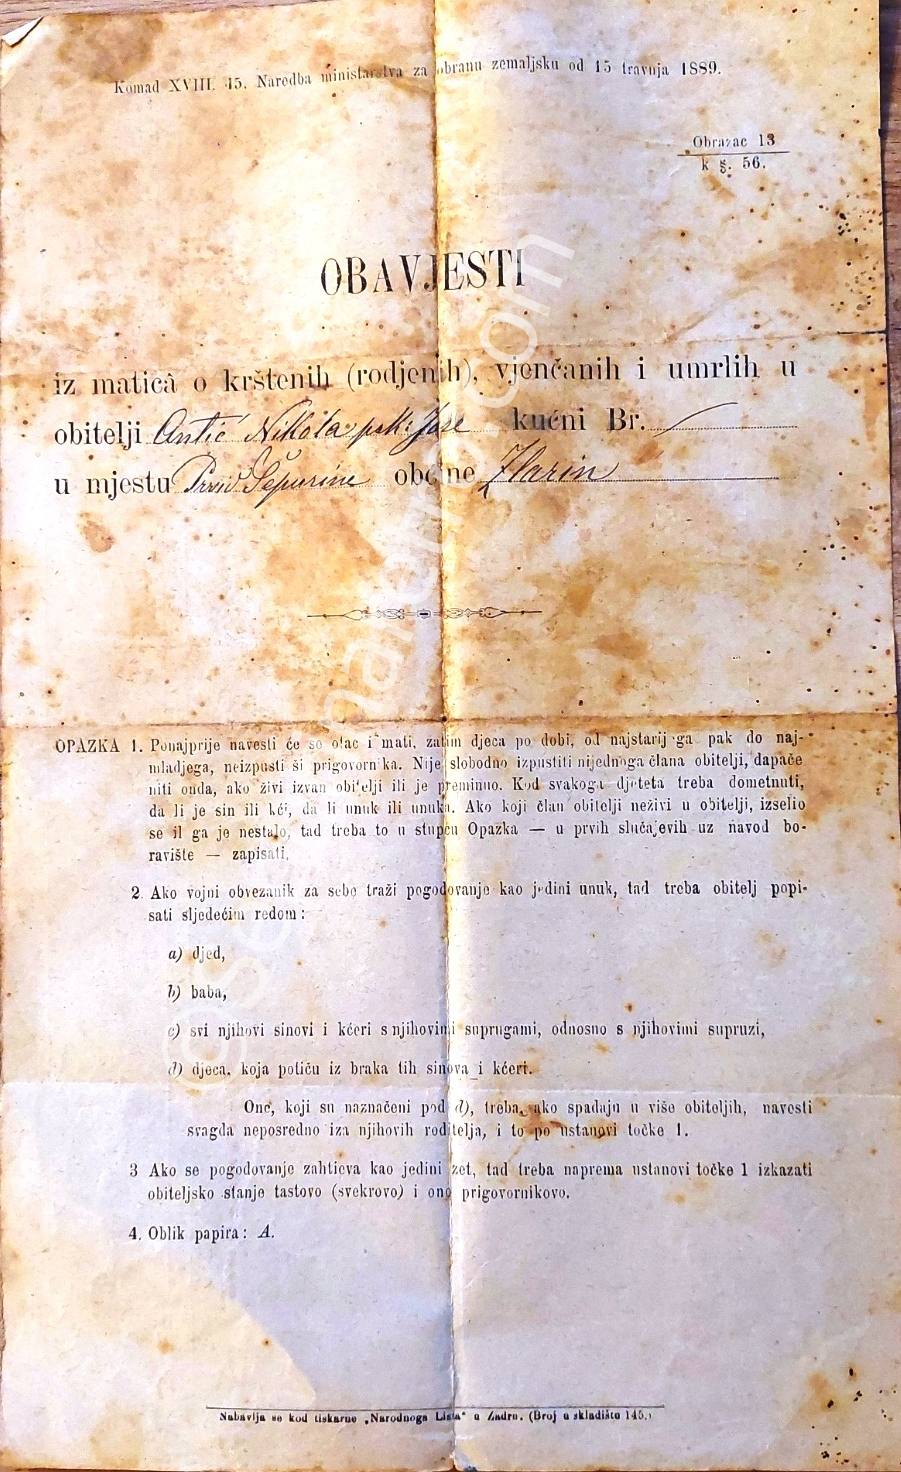 Komad XVIII. 45. Naredba ministarstva za obranu zemaljsku od 15 travnja 1889.
Obrazac 13
k §. 56.
OBAVJESTI
iz maticâ o krštenih (rodjenih), vjenčanih i umrlih u
obitelji Antić Nikola pok: Jose kućni Br.
u mjestu Prvić Šepurine obćine Zlarin
OPAZKA 1. Ponajprije navesti će se otac i mati, zatim djeca po dobi, od najstarijega pak do naj-
mladjega, neizpustiv ši prigovornika. Nije slobodno izpustiti nijednoga člana obitelji, dapače
niti onda, ako živi izvan obitelji ili je preminuo. Kod svakoga djeteta treba dometnuti,
da li je sin ili kći, da li unuk ili unuka. Ako koji član obitelji neživi u obitelji, izselio
se il ga je nestalo, tad treba to u stupcu Opazka — u prvih slučajevih uz navod bo-
ravište — zapisati.
2. Ako vojni obvezanik za sebe traži pogodovanje kao jedini unuk, tad treba obitelj popi-
sati sljedećim redom:
a) djed,
b) baba,
c) svi njihovi sinovi i kćeri s njihovimi suprugami, odnosno s njihovimi supruzi,
d) djeca, koja potiču iz braka tih sinova i kćeri.
One, koji su naznačeni pod d), treba, ako spadaju u više obiteljih, navesti
svagda neposredno iza njihovih roditelja, i to po ustanovi točke 1.
3 Ako se pogodovanje zahtieva kao jedini zet, tad treba naprema ustanovi točke 1 izkazati
obiteljsko stanje tastovo (svekrovo) i ono prigovornikovo.
4. Oblik papira: A.
Nabavlja se kod tiskarne „Narodnoga Lista" u Zadru. (Broj u skladištu 145.)